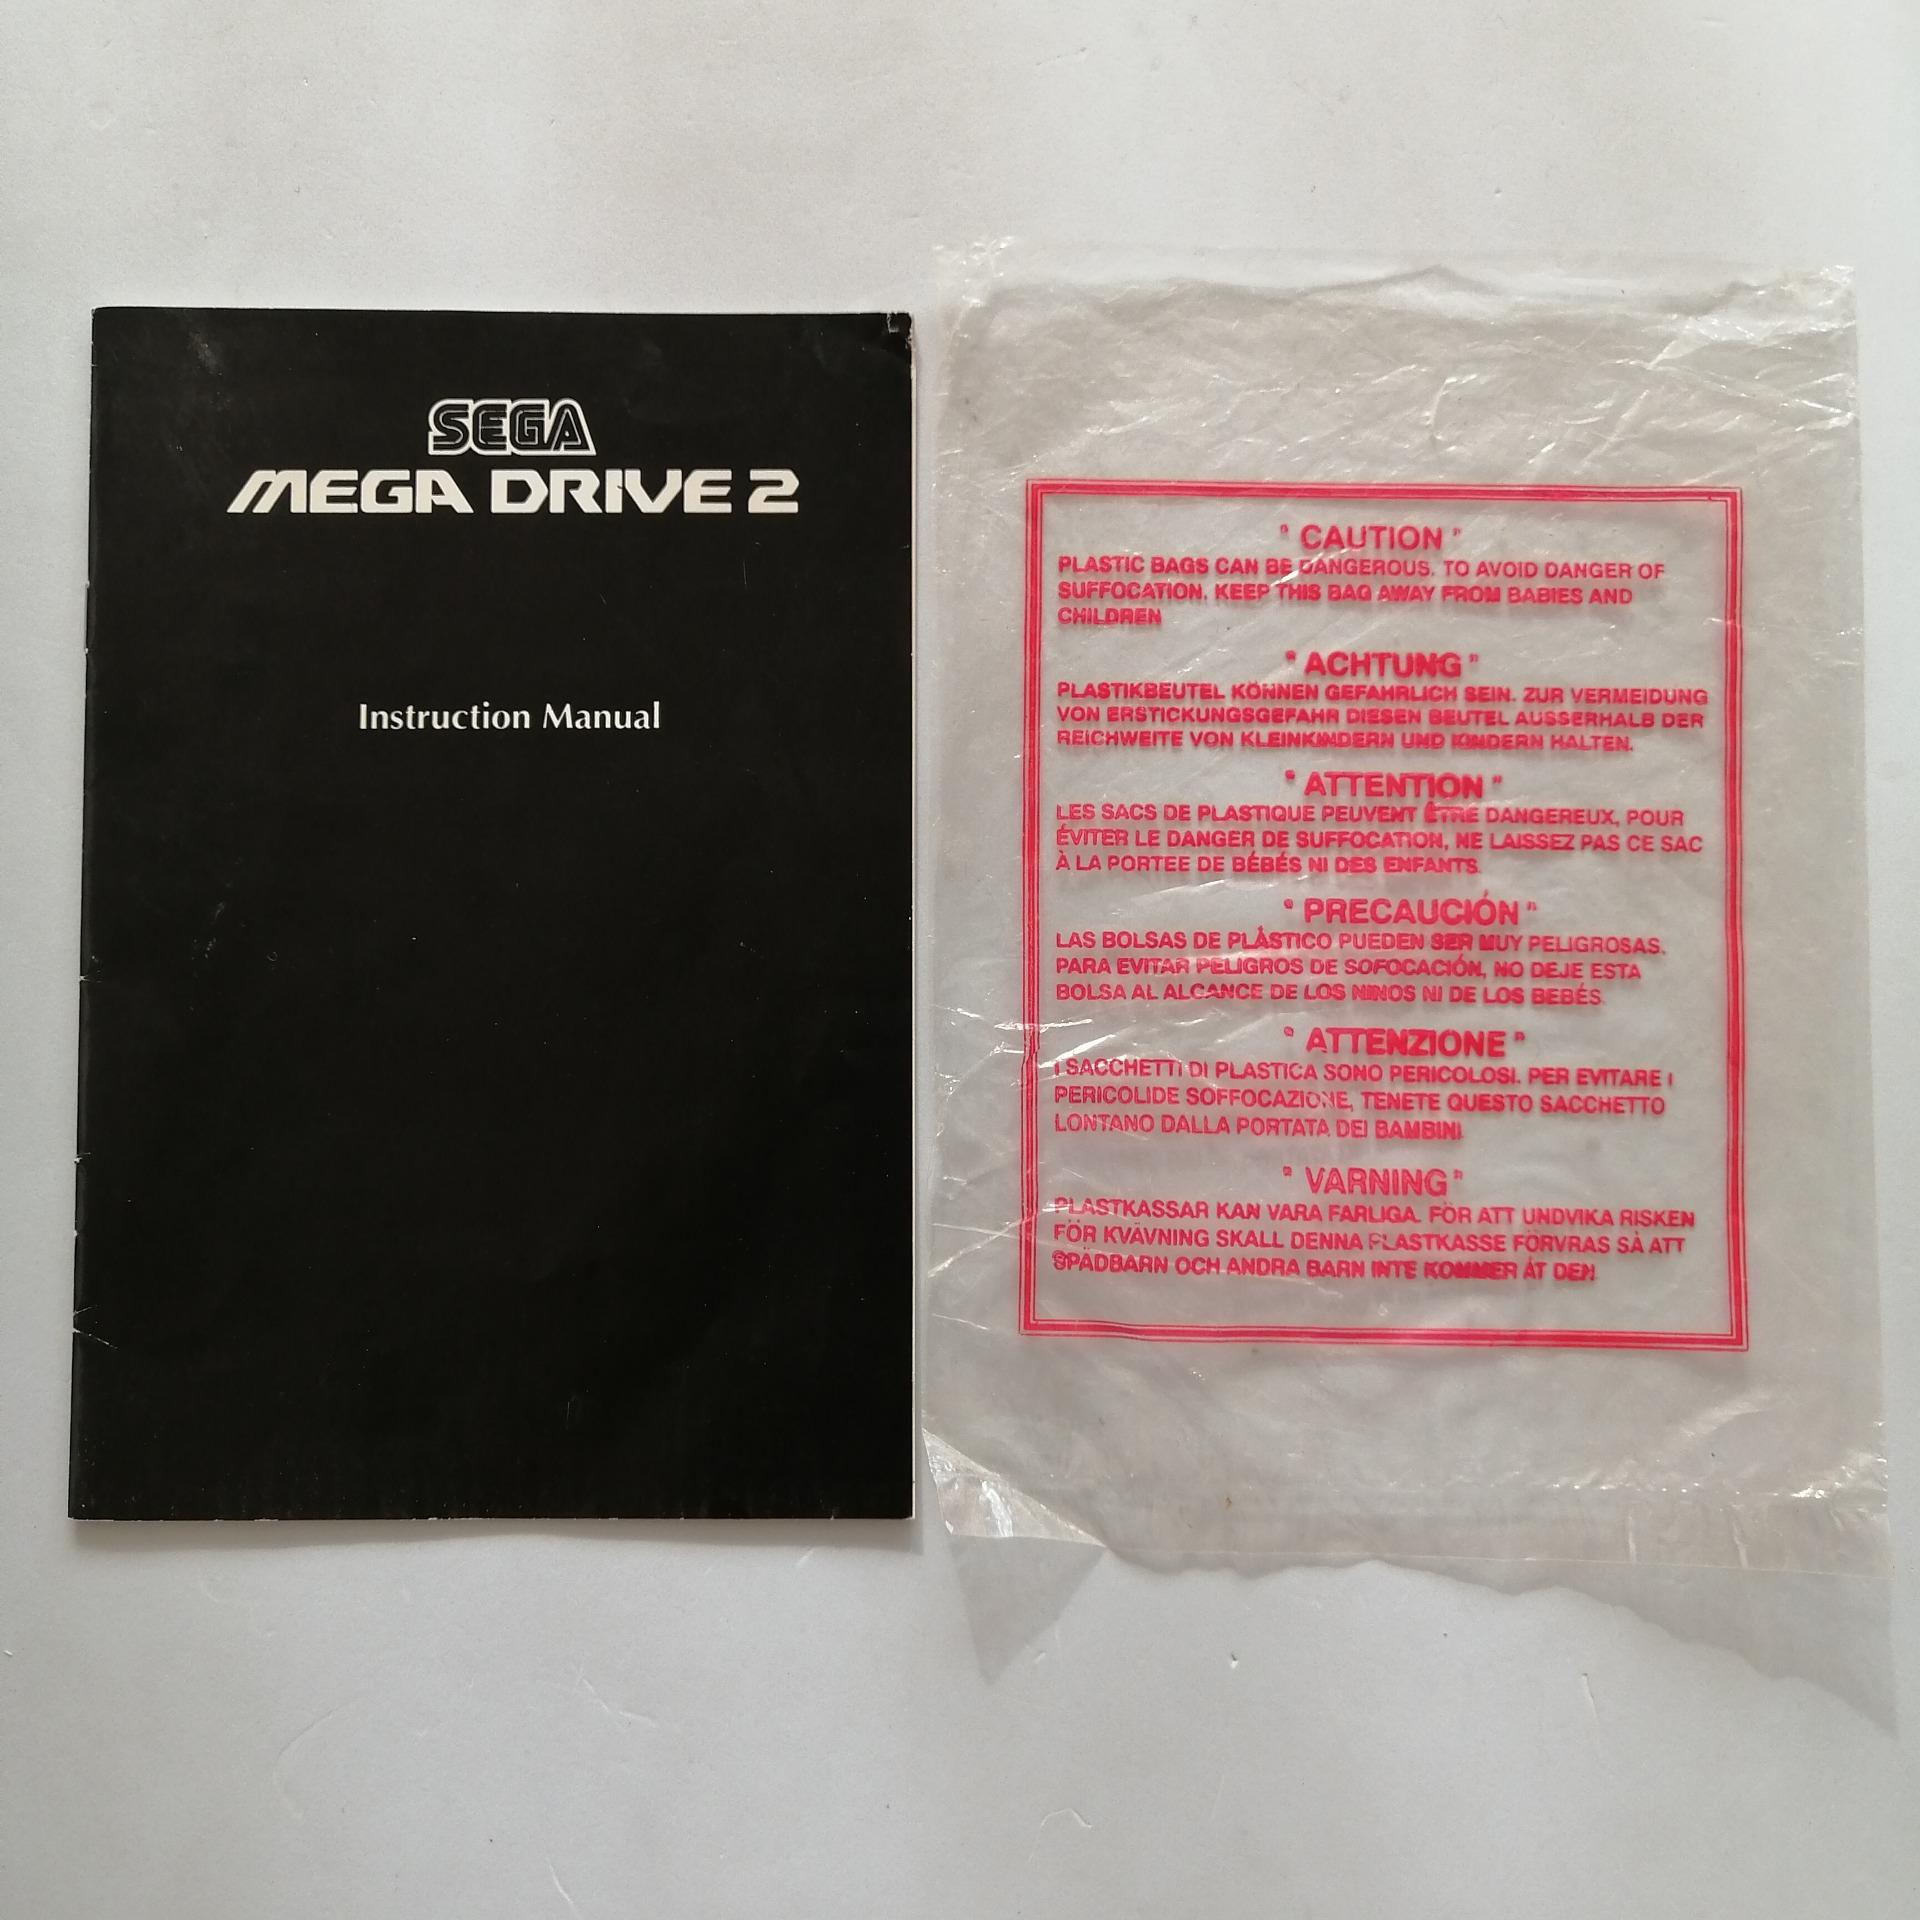 SEGA
MEGA DRIVE 2
Instruction Manual
" CAUTION "
PLASTIC BAGS CAN BE DANGEROUS. TO AVOID DANGER OF
SUFFOCATION. KEEP THIS BAG AWAY FROM BABIES AND
CHILDREN
" ACHTUNG "
PLASTIKBEUTEL KÖNNEN GEFAHRLICH SEIN. ZUR VERMEIDUNG
VON ERSTICKUNGSGEFAHR DIESEN BEUTEL AUSSERHALB DER
REICHWEITE VON KLEINKINDERN UND KINDERN HALTEN.
" ATTENTION "
LES SACS DE PLASTIQUE PEUVENT ÊTRE DANGEREUX, POUR
ÉVITER LE DANGER DE SUFFOCATION, NE LAISSEZ PAS CE SAC
À LA PORTEE DE BÉBÉS NI DES ENFANTS.
" PRECAUCIÓN "
LAS BOLSAS DE PLÁSTICO PUEDEN SER MUY PELIGROSAS.
PARA EVITAR PELIGROS DE SOFOCACIÓN, NO DEJE ESTA
BOLSA AL ALCANCE DE LOS NINOS NI DE LOS BEBÉS
" ATTENZIONE "
I SACCHETTI DI PLASTICA SONO PERICOLOSI. PER EVITARE I
PERICOLIDE SOFFOCAZIONE, TENETE QUESTO SACCHETTO
LONTANO DALLA PORTATA DEI BAMBINI
" VARNING "
PLASTKASSAR KAN VARA FARLIGA. FÖR ATT UNDVIKA RISKEN
FÖR KVÄVNING SKALL DENNA PLASTKASSE FÖRVRAS SÅ ATT
SPÄDBARN OCH ANDRA BARN INTE KOMMER ÅT DEN